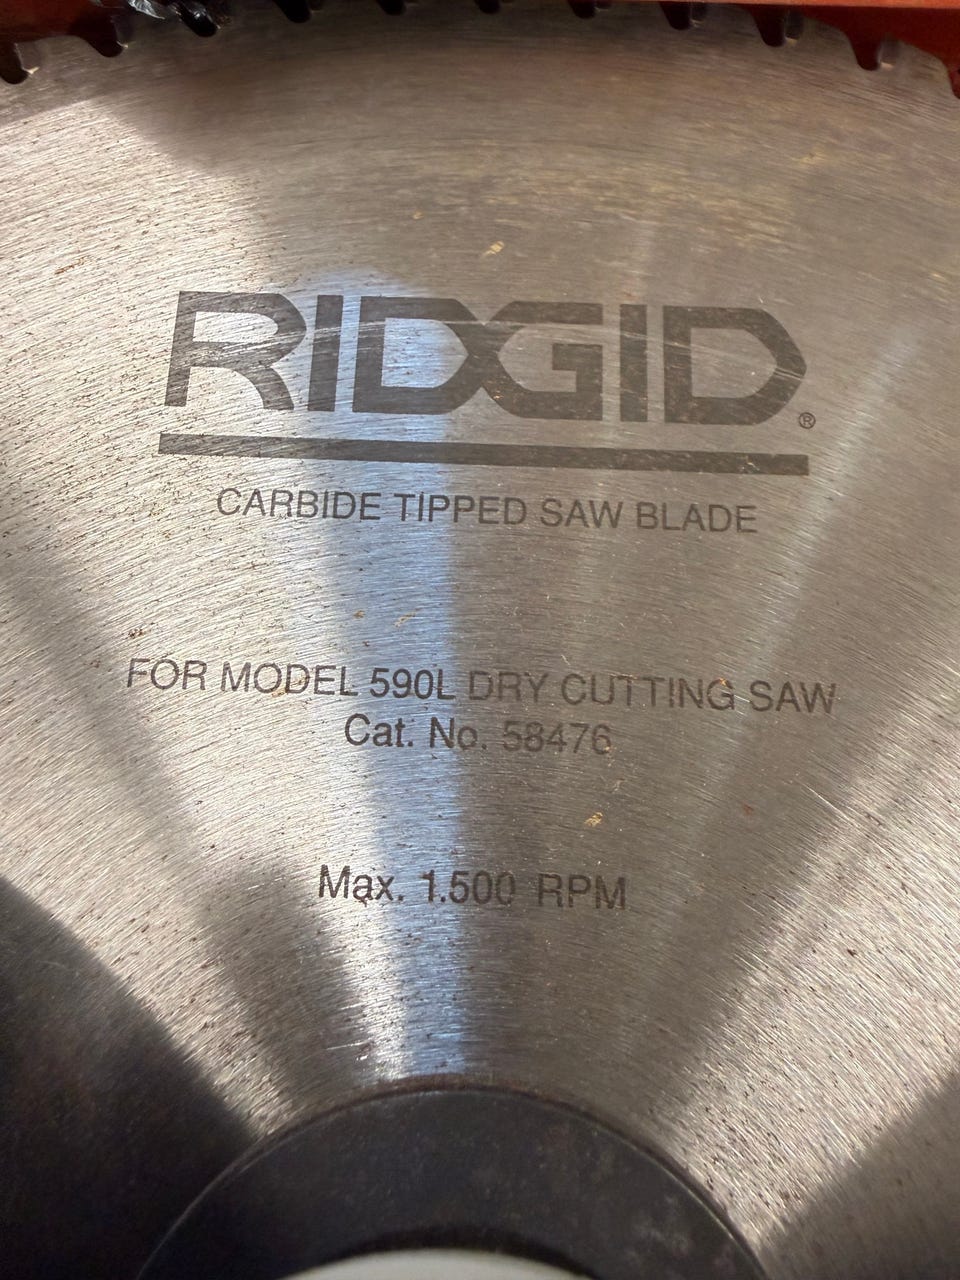 RIDGID®
CARBIDE TIPPED SAW BLADE
FOR MODEL 590L DRY CUTTING SAW
Cat. No. 58476
Max. 1.500 RPM